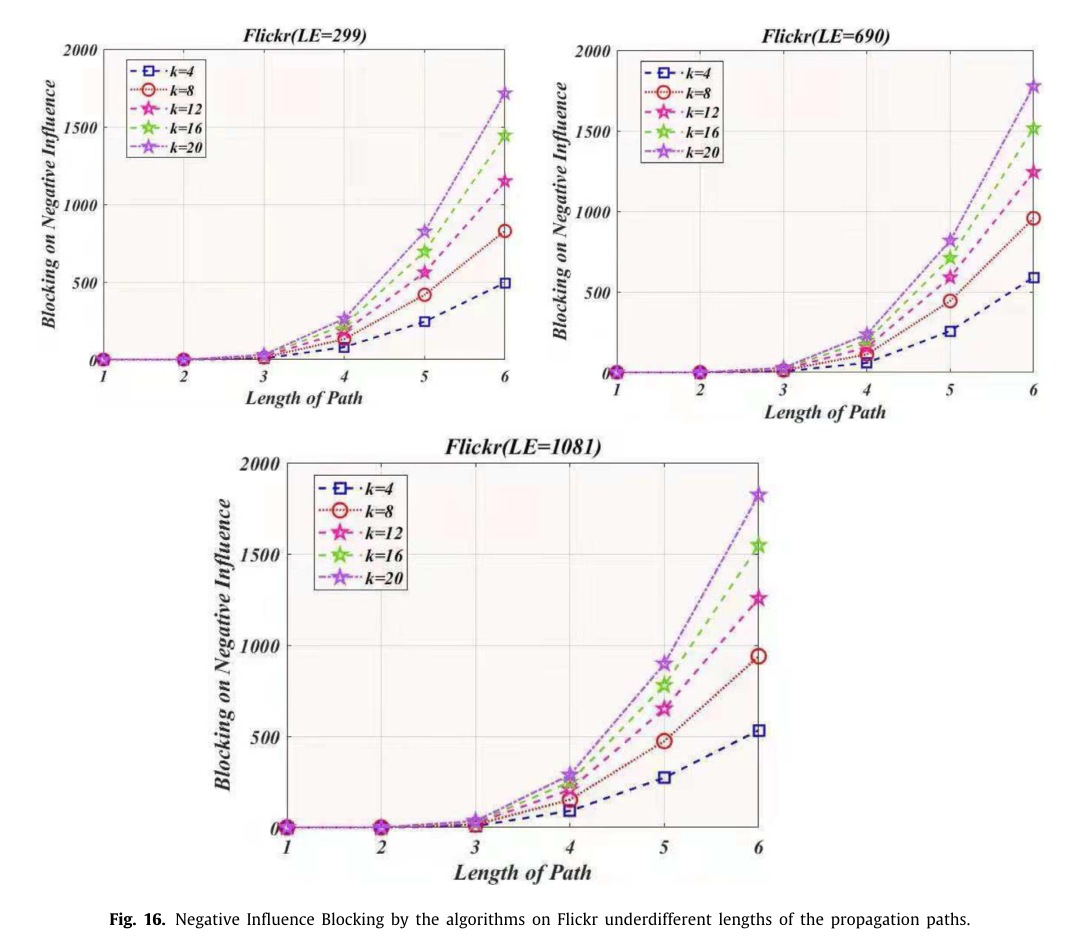 Flickr(LE=299)
2000
1500
1000
500
0
1 2 3 4 5 6
Blocking on Negative Influence
Length of Path
k=4
k=8
k=12
k=16
k=20
Flickr(LE=690)
2000
1500
1000
500
0
1 2 3 4 5 6
Blocking on Negative Influence
Length of Path
k=4
k=8
k=12
k=16
k=20
Flickr(LE=1081)
2000
1500
1000
500
0
1 2 3 4 5 6
Blocking on Negative Influence
Length of Path
k=4
k=8
k=12
k=16
k=20
Fig. 16. Negative Influence Blocking by the algorithms on Flickr underdifferent lengths of the propagation paths.